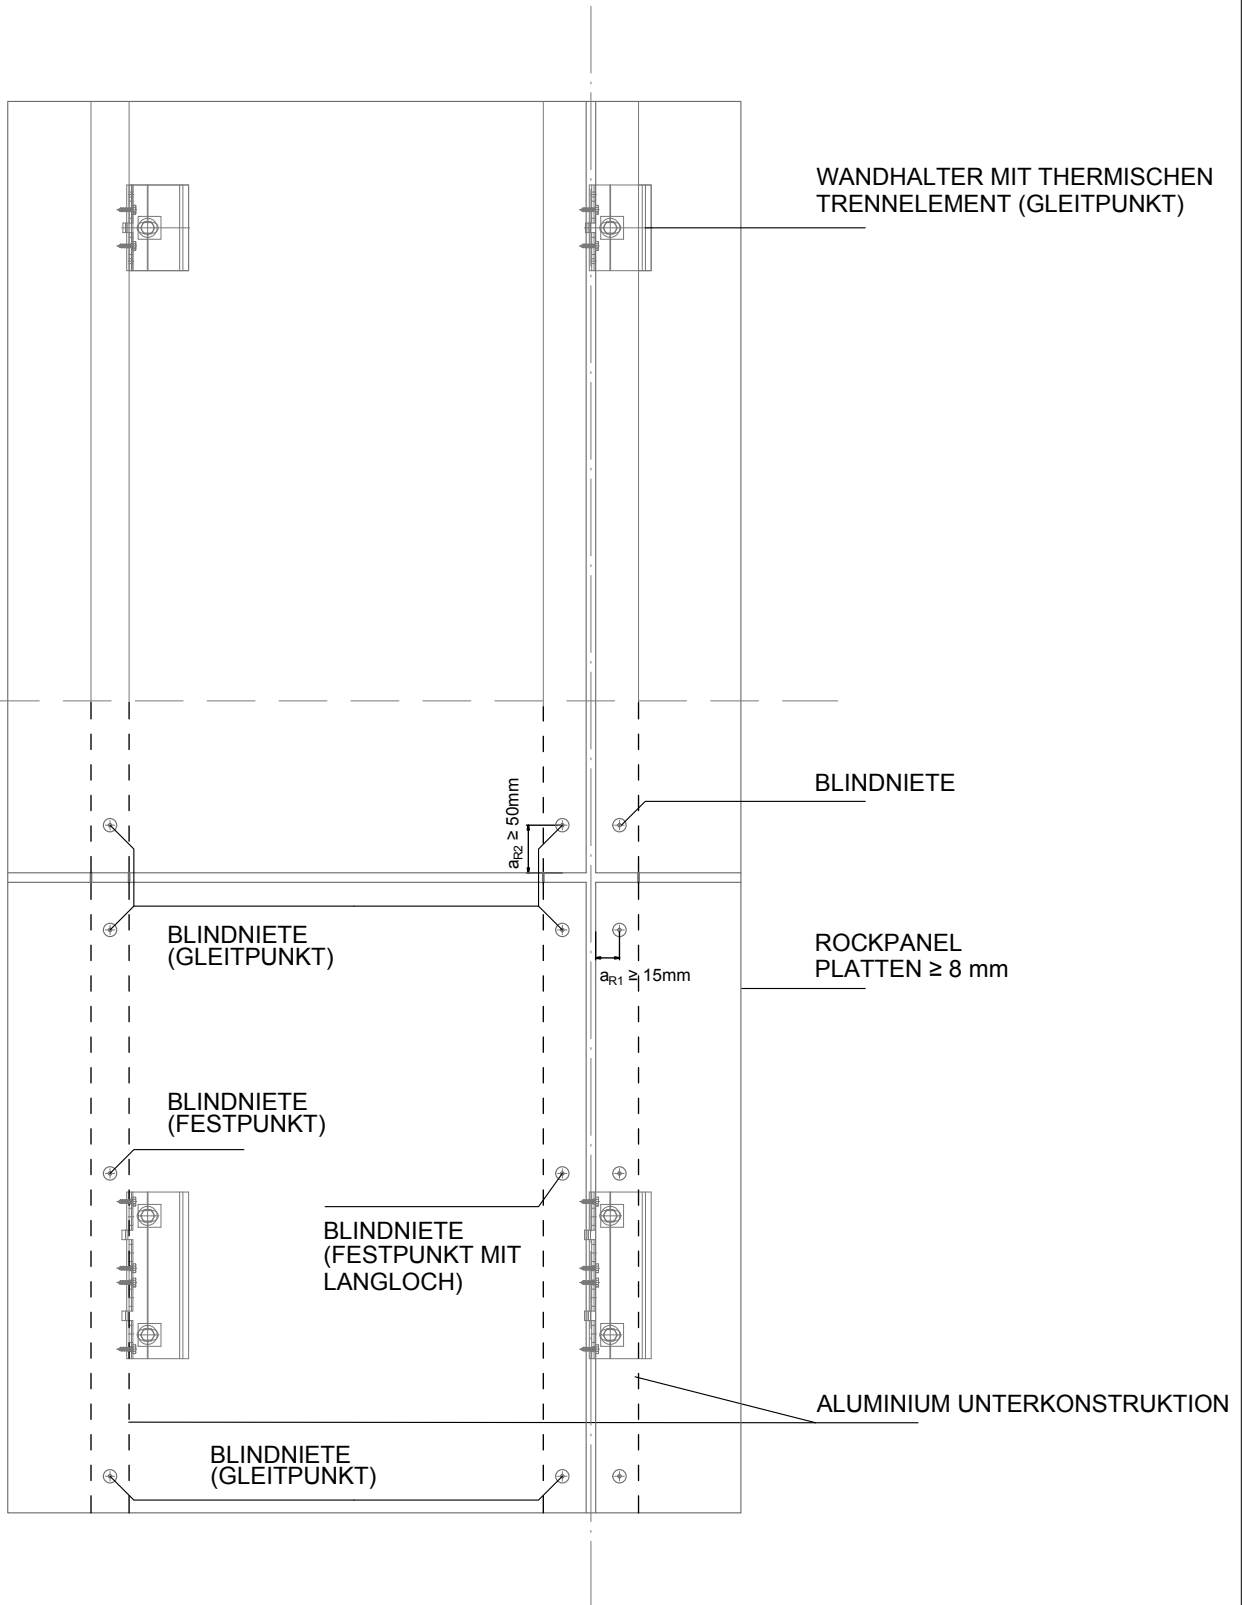 WANDHALTER MIT THERMISCHEN
TRENNELEMENT (GLEITPUNKT)
BLINDNIETE
aR2 ≥ 50mm
BLINDNIETE
(GLEITPUNKT)
ROCKPANEL
PLATTEN ≥ 8 mm
aR1 ≥ 15mm
BLINDNIETE
(FESTPUNKT)
BLINDNIETE
(FESTPUNKT MIT
LANGLOCH)
ALUMINIUM UNTERKONSTRUKTION
BLINDNIETE
(GLEITPUNKT)